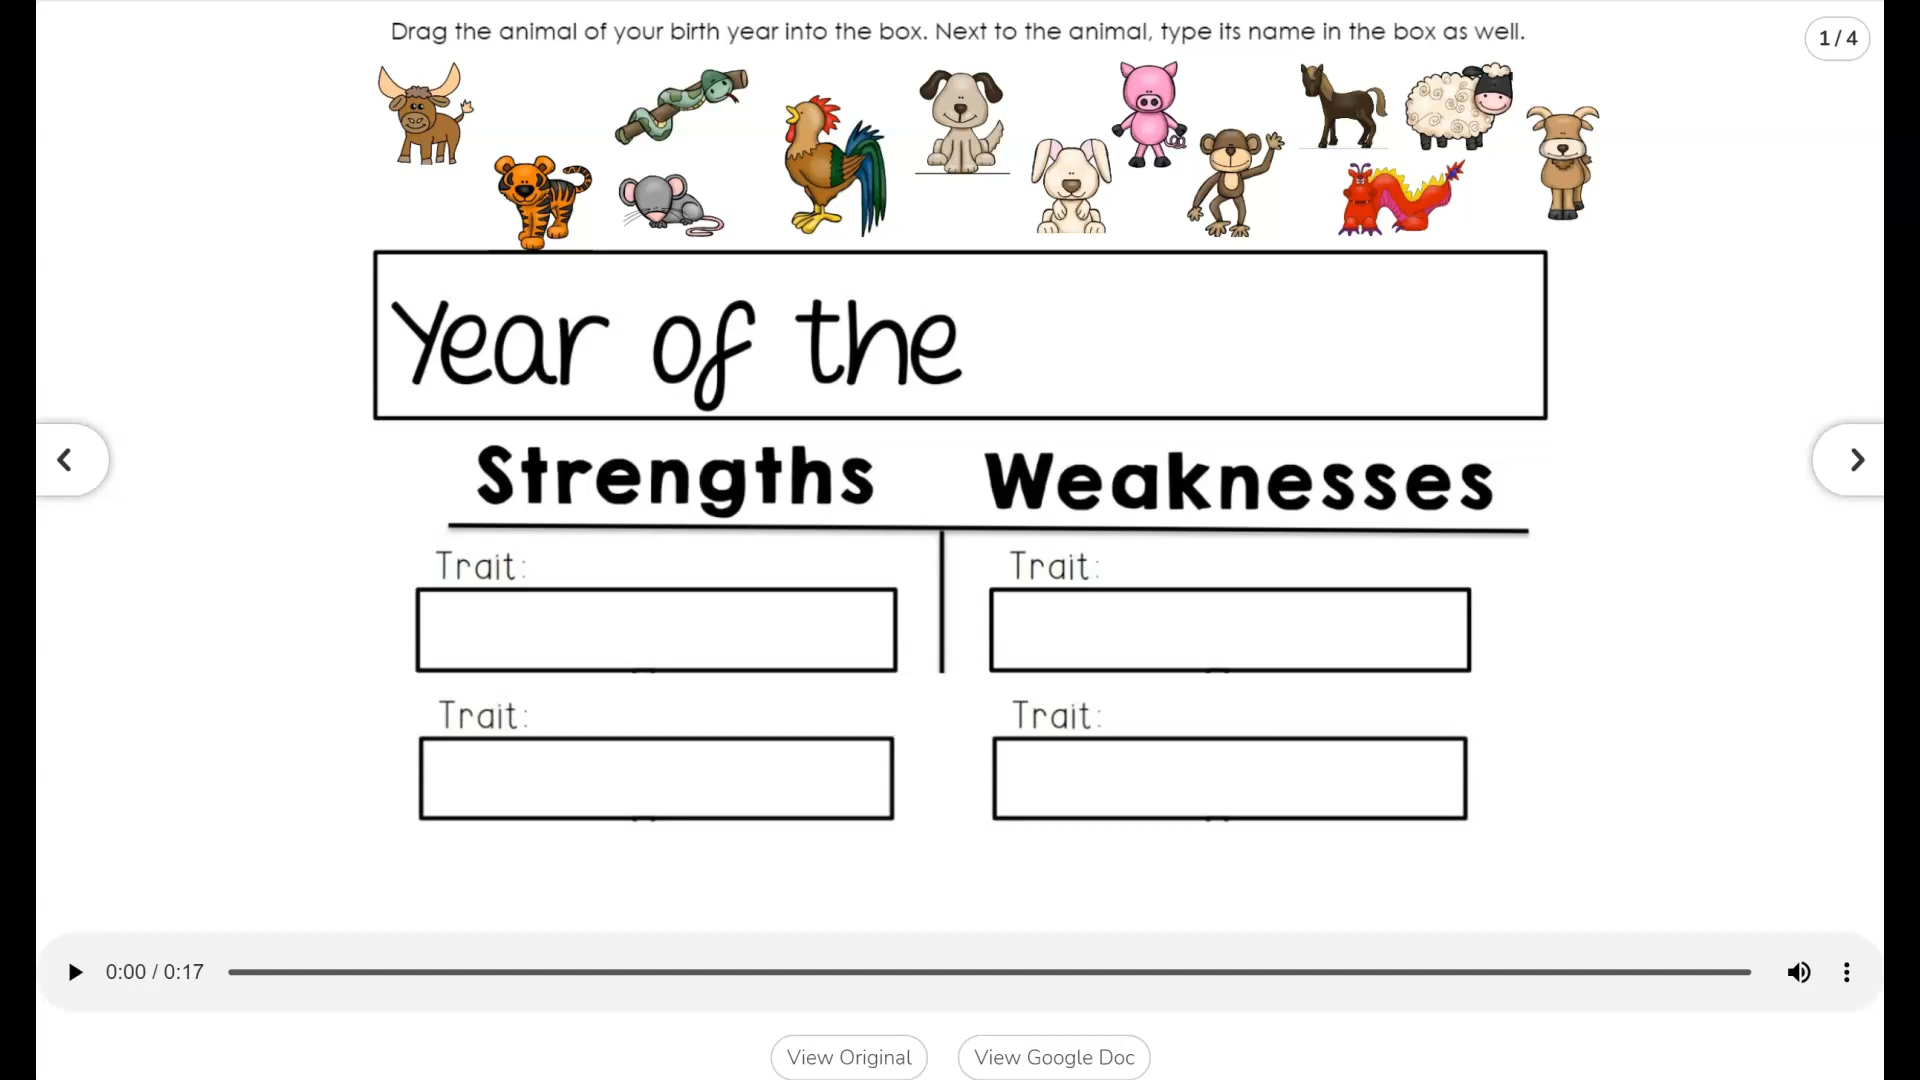 Drag the animal of your birth year into the box. Next to the animal, type its name in the box as well.
1 / 4
Year of the
Strengths
Weaknesses
Trait:
Trait:
Trait:
Trait:
0:00 / 0:17
View Original
View Google Doc